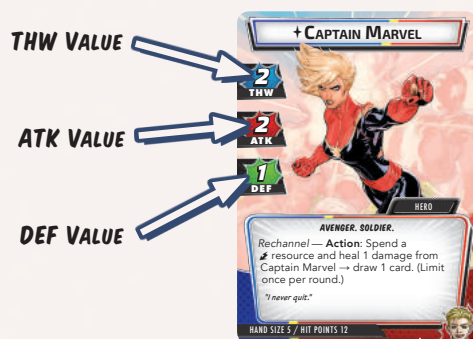 THW VALUE
ATK VALUE
DEF VALUE
CAPTAIN MARVEL
2
THW
2
ATK
1
DEF
HERO
AVENGER. SOLDIER.
Rechannel — Action: Spend a
resource and heal 1 damage from
Captain Marvel → draw 1 card. (Limit
once per round.)
"I never quit."
HAND SIZE 5 / HIT POINTS 12